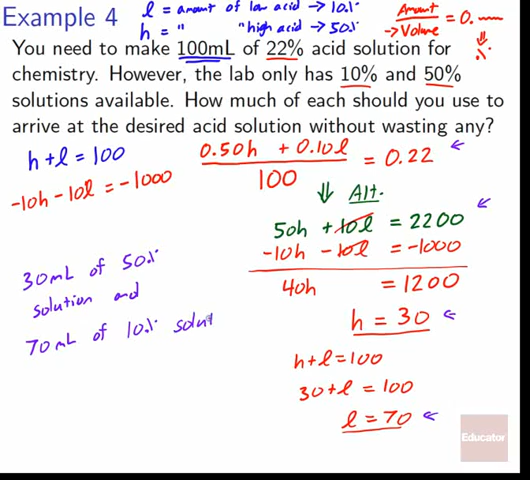 Example 4
l = amount of low acid → 10%
h = " " high acid → 50%
Amount
→ Volume
= 0.
⇓
%
You need to make 100mL of 22% acid solution for
chemistry. However, the lab only has 10% and 50%
solutions available. How much of each should you use to
arrive at the desired acid solution without wasting any?
h + l = 100
-10h - 10l = -1000
0.50h + 0.10l
100
= 0.22 ←
⇓ Alt.
50h + 10l = 2200 ←
-10h - 10l = -1000
40h = 1200
h = 30 ←
h + l = 100
30 + l = 100
l = 70 ←
30mL of 50%
solution and
70mL of 10% solut
Educator